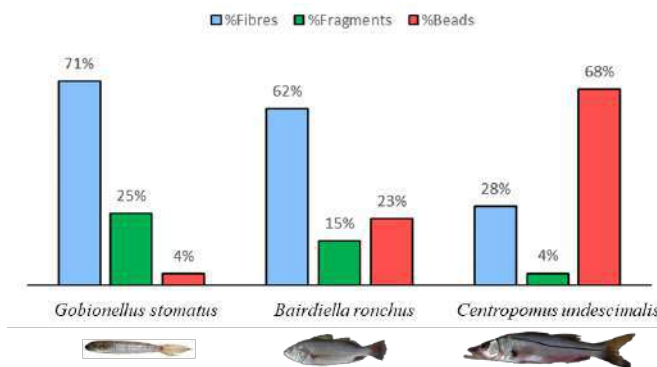 %Fibres %Fragments %Beads
71%
25%
4%
62%
15%
23%
28%
4%
68%
Gobionellus stomatus
Bairdiella ronchus
Centropomus undescimalis